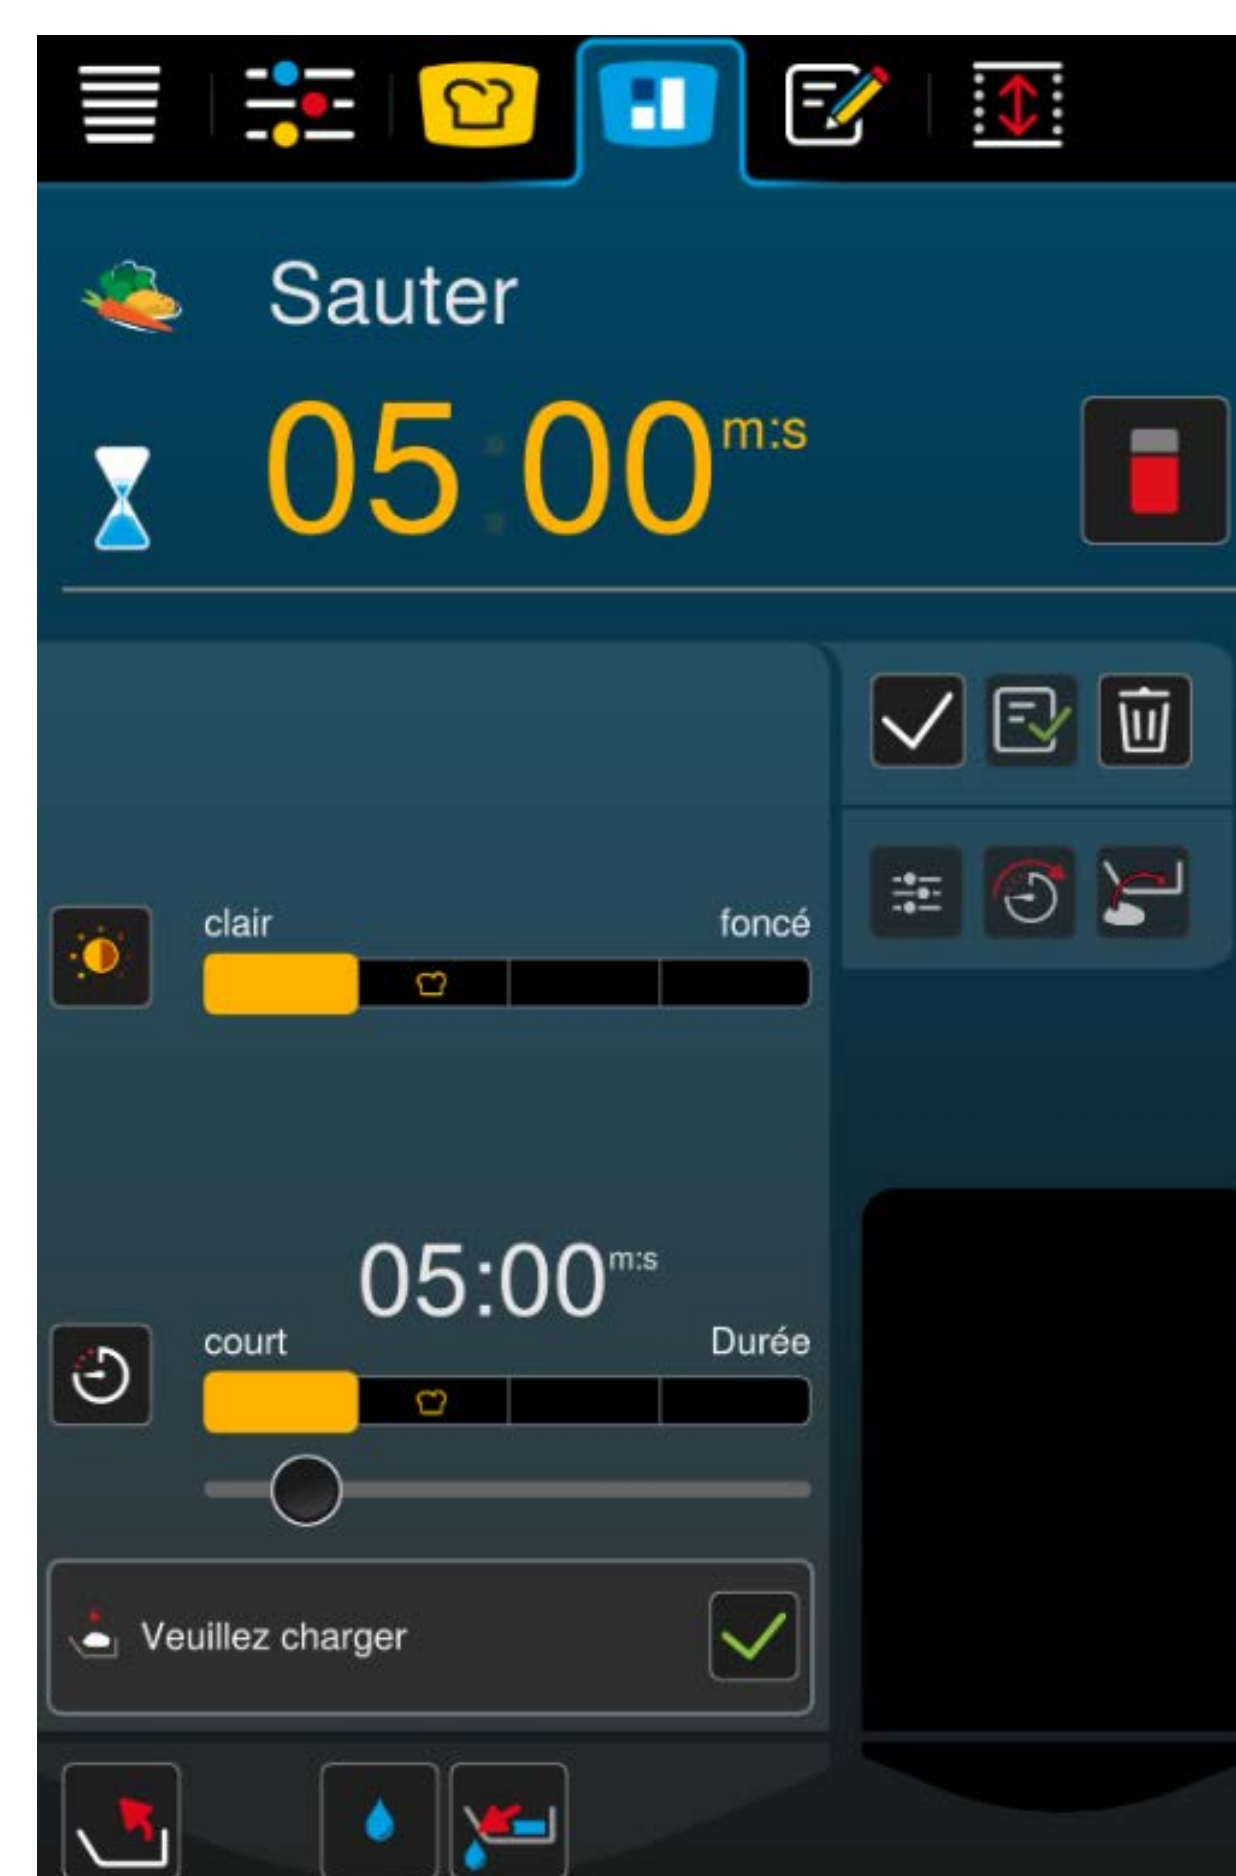 Sauter
05:00 m:s
clair foncé
05:00 m:s
court Durée
Veuillez charger